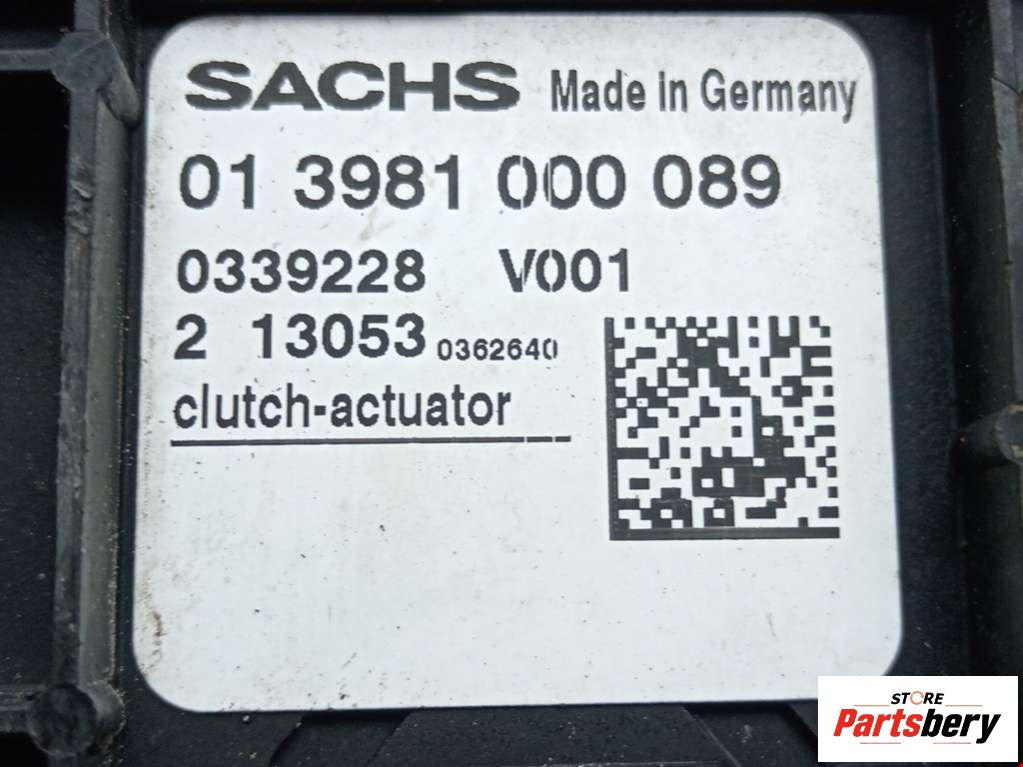 SACHS Made in Germany
01 3981 000 089
0339228 V001
2 13053 0362640
clutch-actuator
STORE
Partsbery